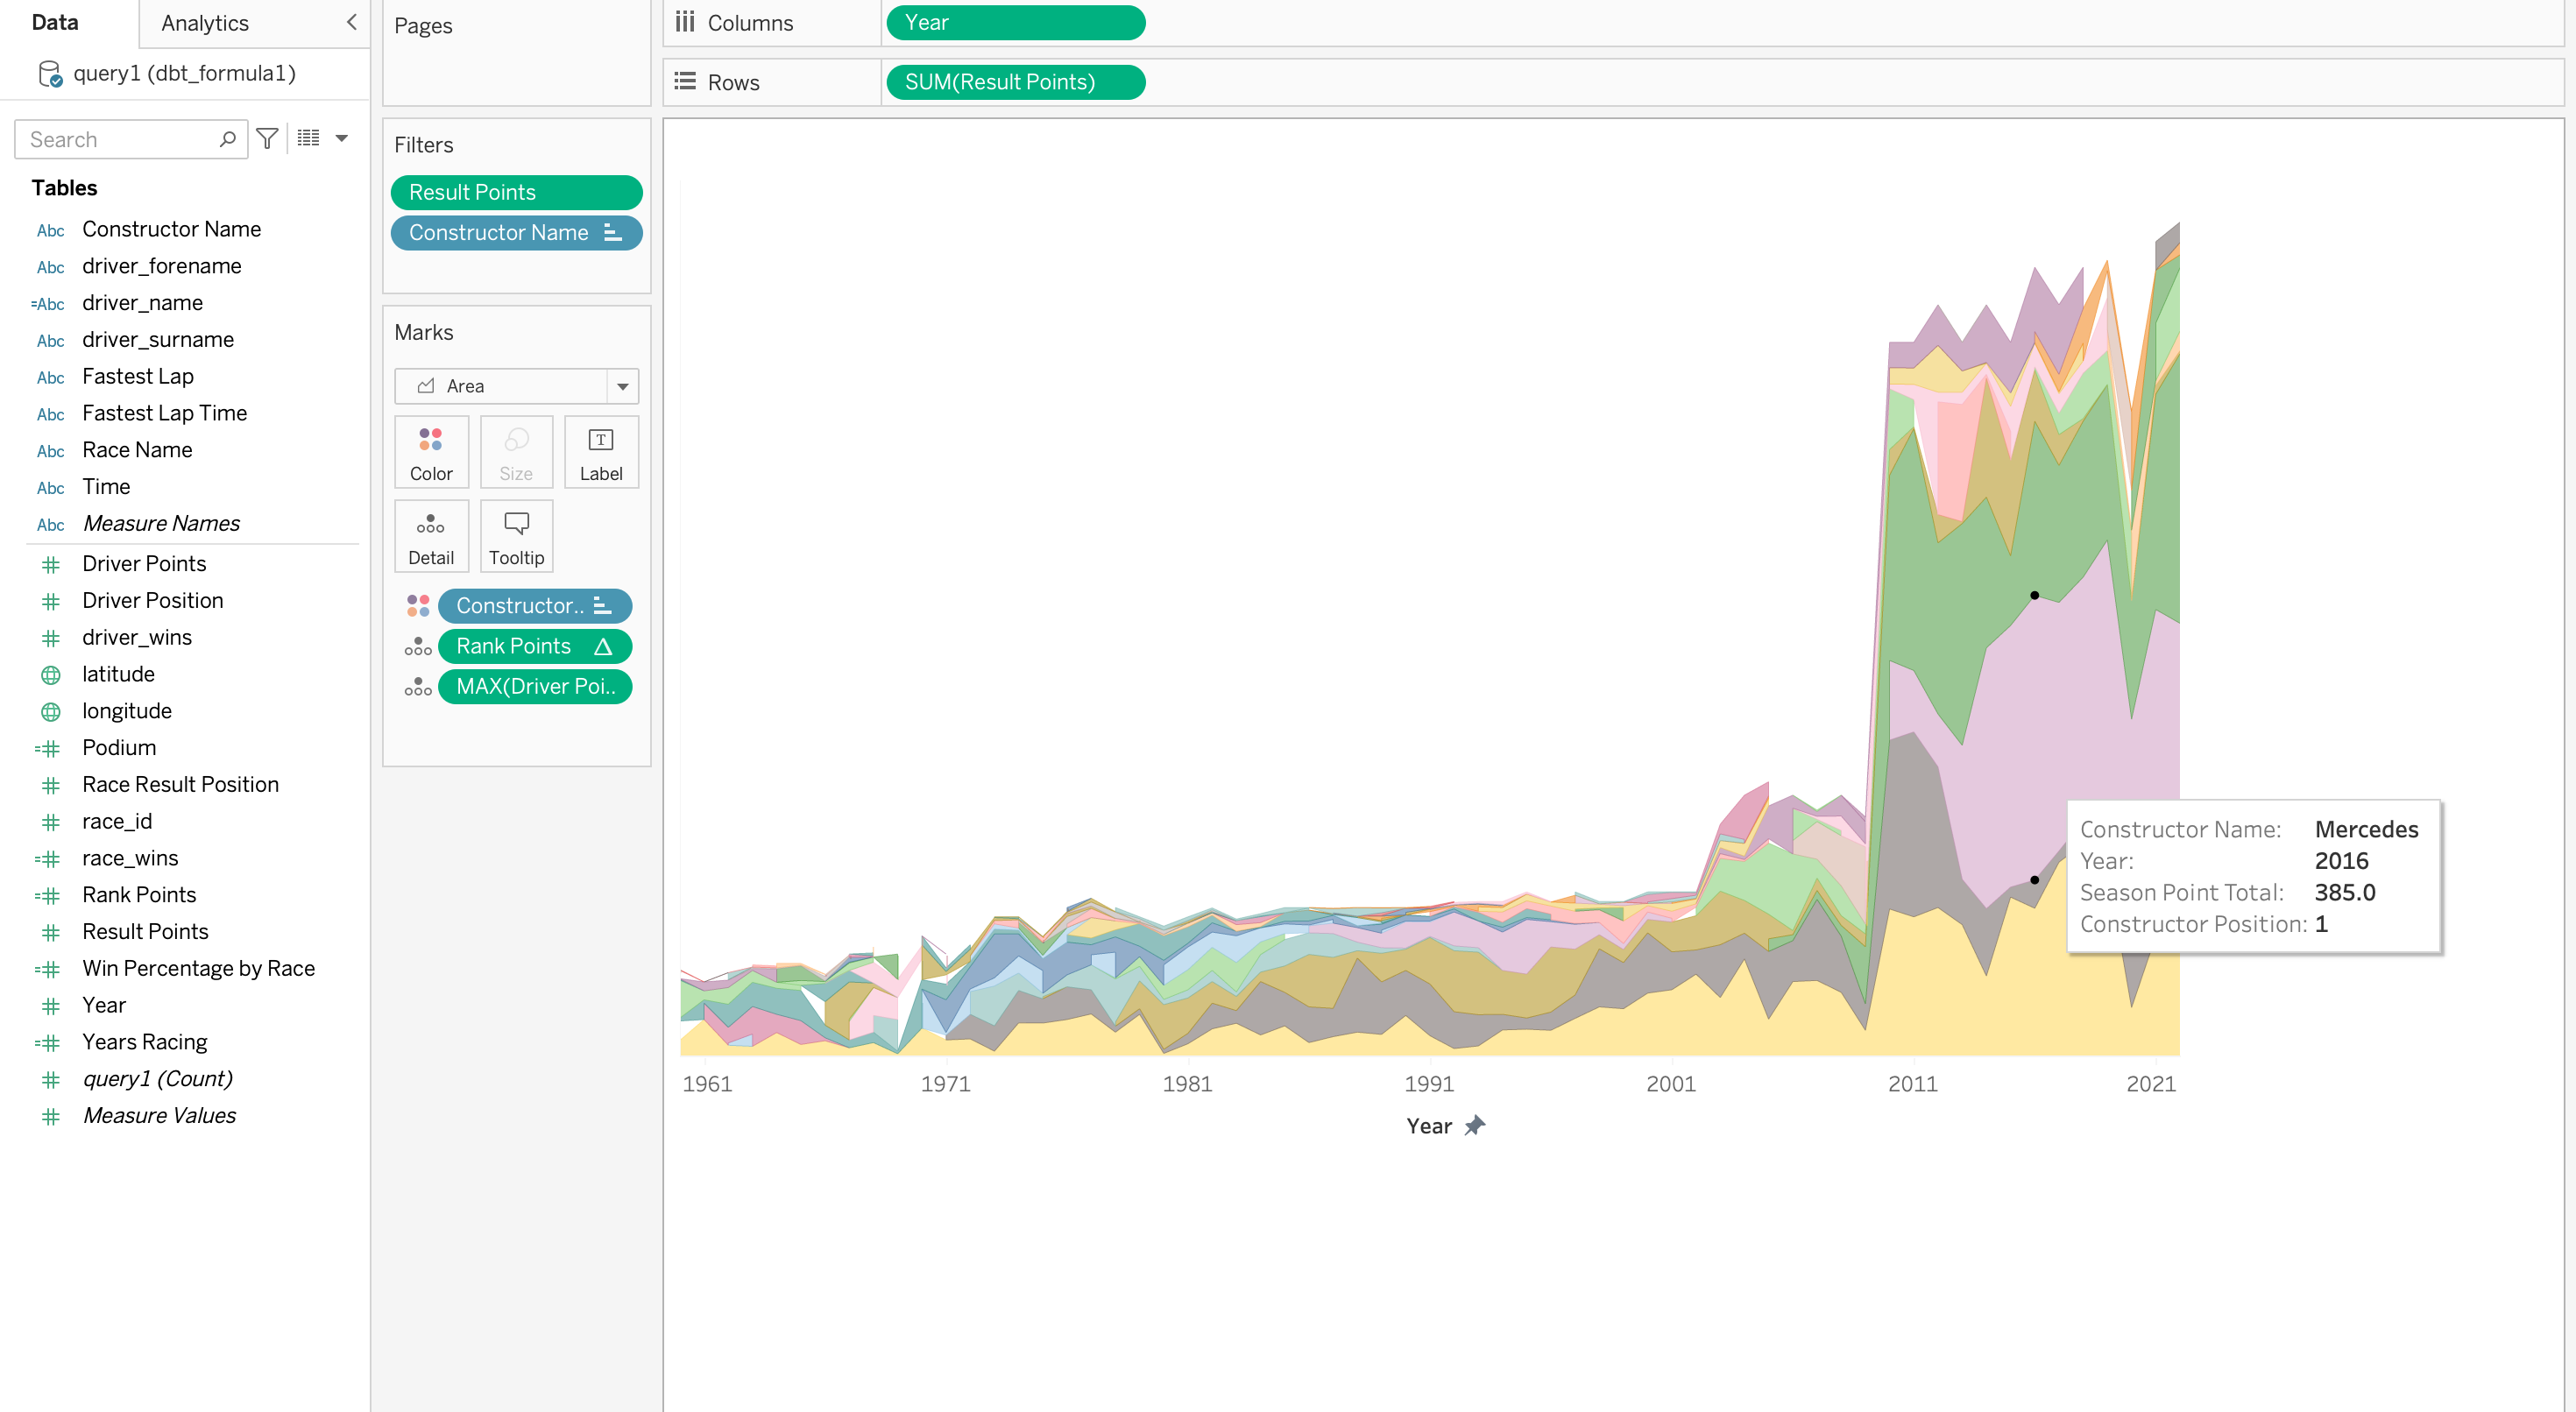 Data
Analytics
query1 (dbt_formula1)
Search
Tables
Abc Constructor Name
Abc driver_forename
=Abc driver_name
Abc driver_surname
Abc Fastest Lap
Abc Fastest Lap Time
Abc Race Name
Abc Time
Abc Measure Names
# Driver Points
# Driver Position
# driver_wins
latitude
longitude
=# Podium
# Race Result Position
# race_id
=# race_wins
=# Rank Points
# Result Points
=# Win Percentage by Race
# Year
=# Years Racing
# query1 (Count)
# Measure Values
Pages
Filters
Result Points
Constructor Name
Marks
Area
Color
Size
T
Label
Detail
Tooltip
Constructor..
Rank Points Δ
MAX(Driver Poi..
Columns
Year
Rows
SUM(Result Points)
Constructor Name: Mercedes
Year: 2016
Season Point Total: 385.0
Constructor Position: 1
1961 1971 1981 1991 2001 2011 2021
Year